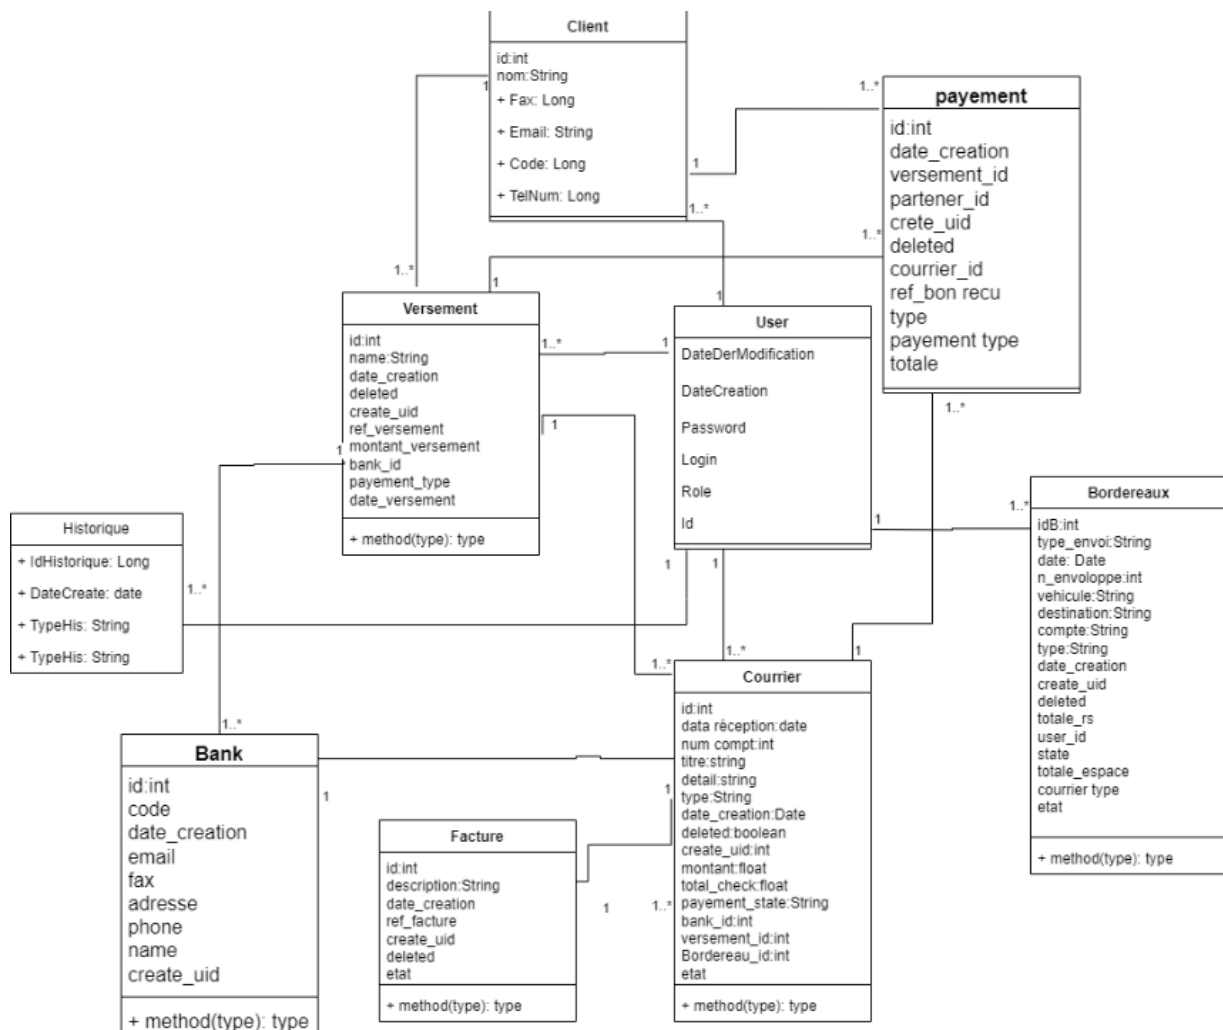 Client
id:int
nom:String
+ Fax: Long
+ Email: String
+ Code: Long
+ TelNum: Long
1
1..*
1
1..*
1..*
payement
id:int
date_creation
versement_id
partener_id
crete_uid
deleted
courrier_id
ref_bon recu
type
payement type
totale
1..*
1..*
1
1
Versement
id:int
name:String
date_creation
deleted
create_uid
ref_versement
montant_versement
bank_id
payement_type
date_versement
+ method(type): type
1..*
1
1
1
User
DateDerModification
DateCreation
Password
Login
Role
Id
1
1
1
1..*
Bordereaux
idB:int
type_envoi:String
date: Date
n_envoloppe:int
vehicule:String
destination:String
compte:String
type:String
date_creation
create_uid
deleted
totale_rs
user_id
state
totale_espace
courrier type
etat
+ method(type): type
Historique
+ IdHistorique: Long
+ DateCreate: date
+ TypeHis: String
+ TypeHis: String
1..*
1..*
1..*
1
Courrier
id:int
data réception:date
num compt:int
titre:string
detail:string
type:String
date_creation:Date
deleted:boolean
create_uid:int
montant:float
total_check:float
payement_state:String
bank_id:int
versement_id:int
Bordereau_id:int
etat
+ method(type): type
1..*
Bank
id:int
code
date_creation
email
fax
adresse
phone
name
create_uid
+ method(type): type
1
1
Facture
id:int
description:String
date_creation
ref_facture
create_uid
deleted
etat
+ method(type): type
1
1..*